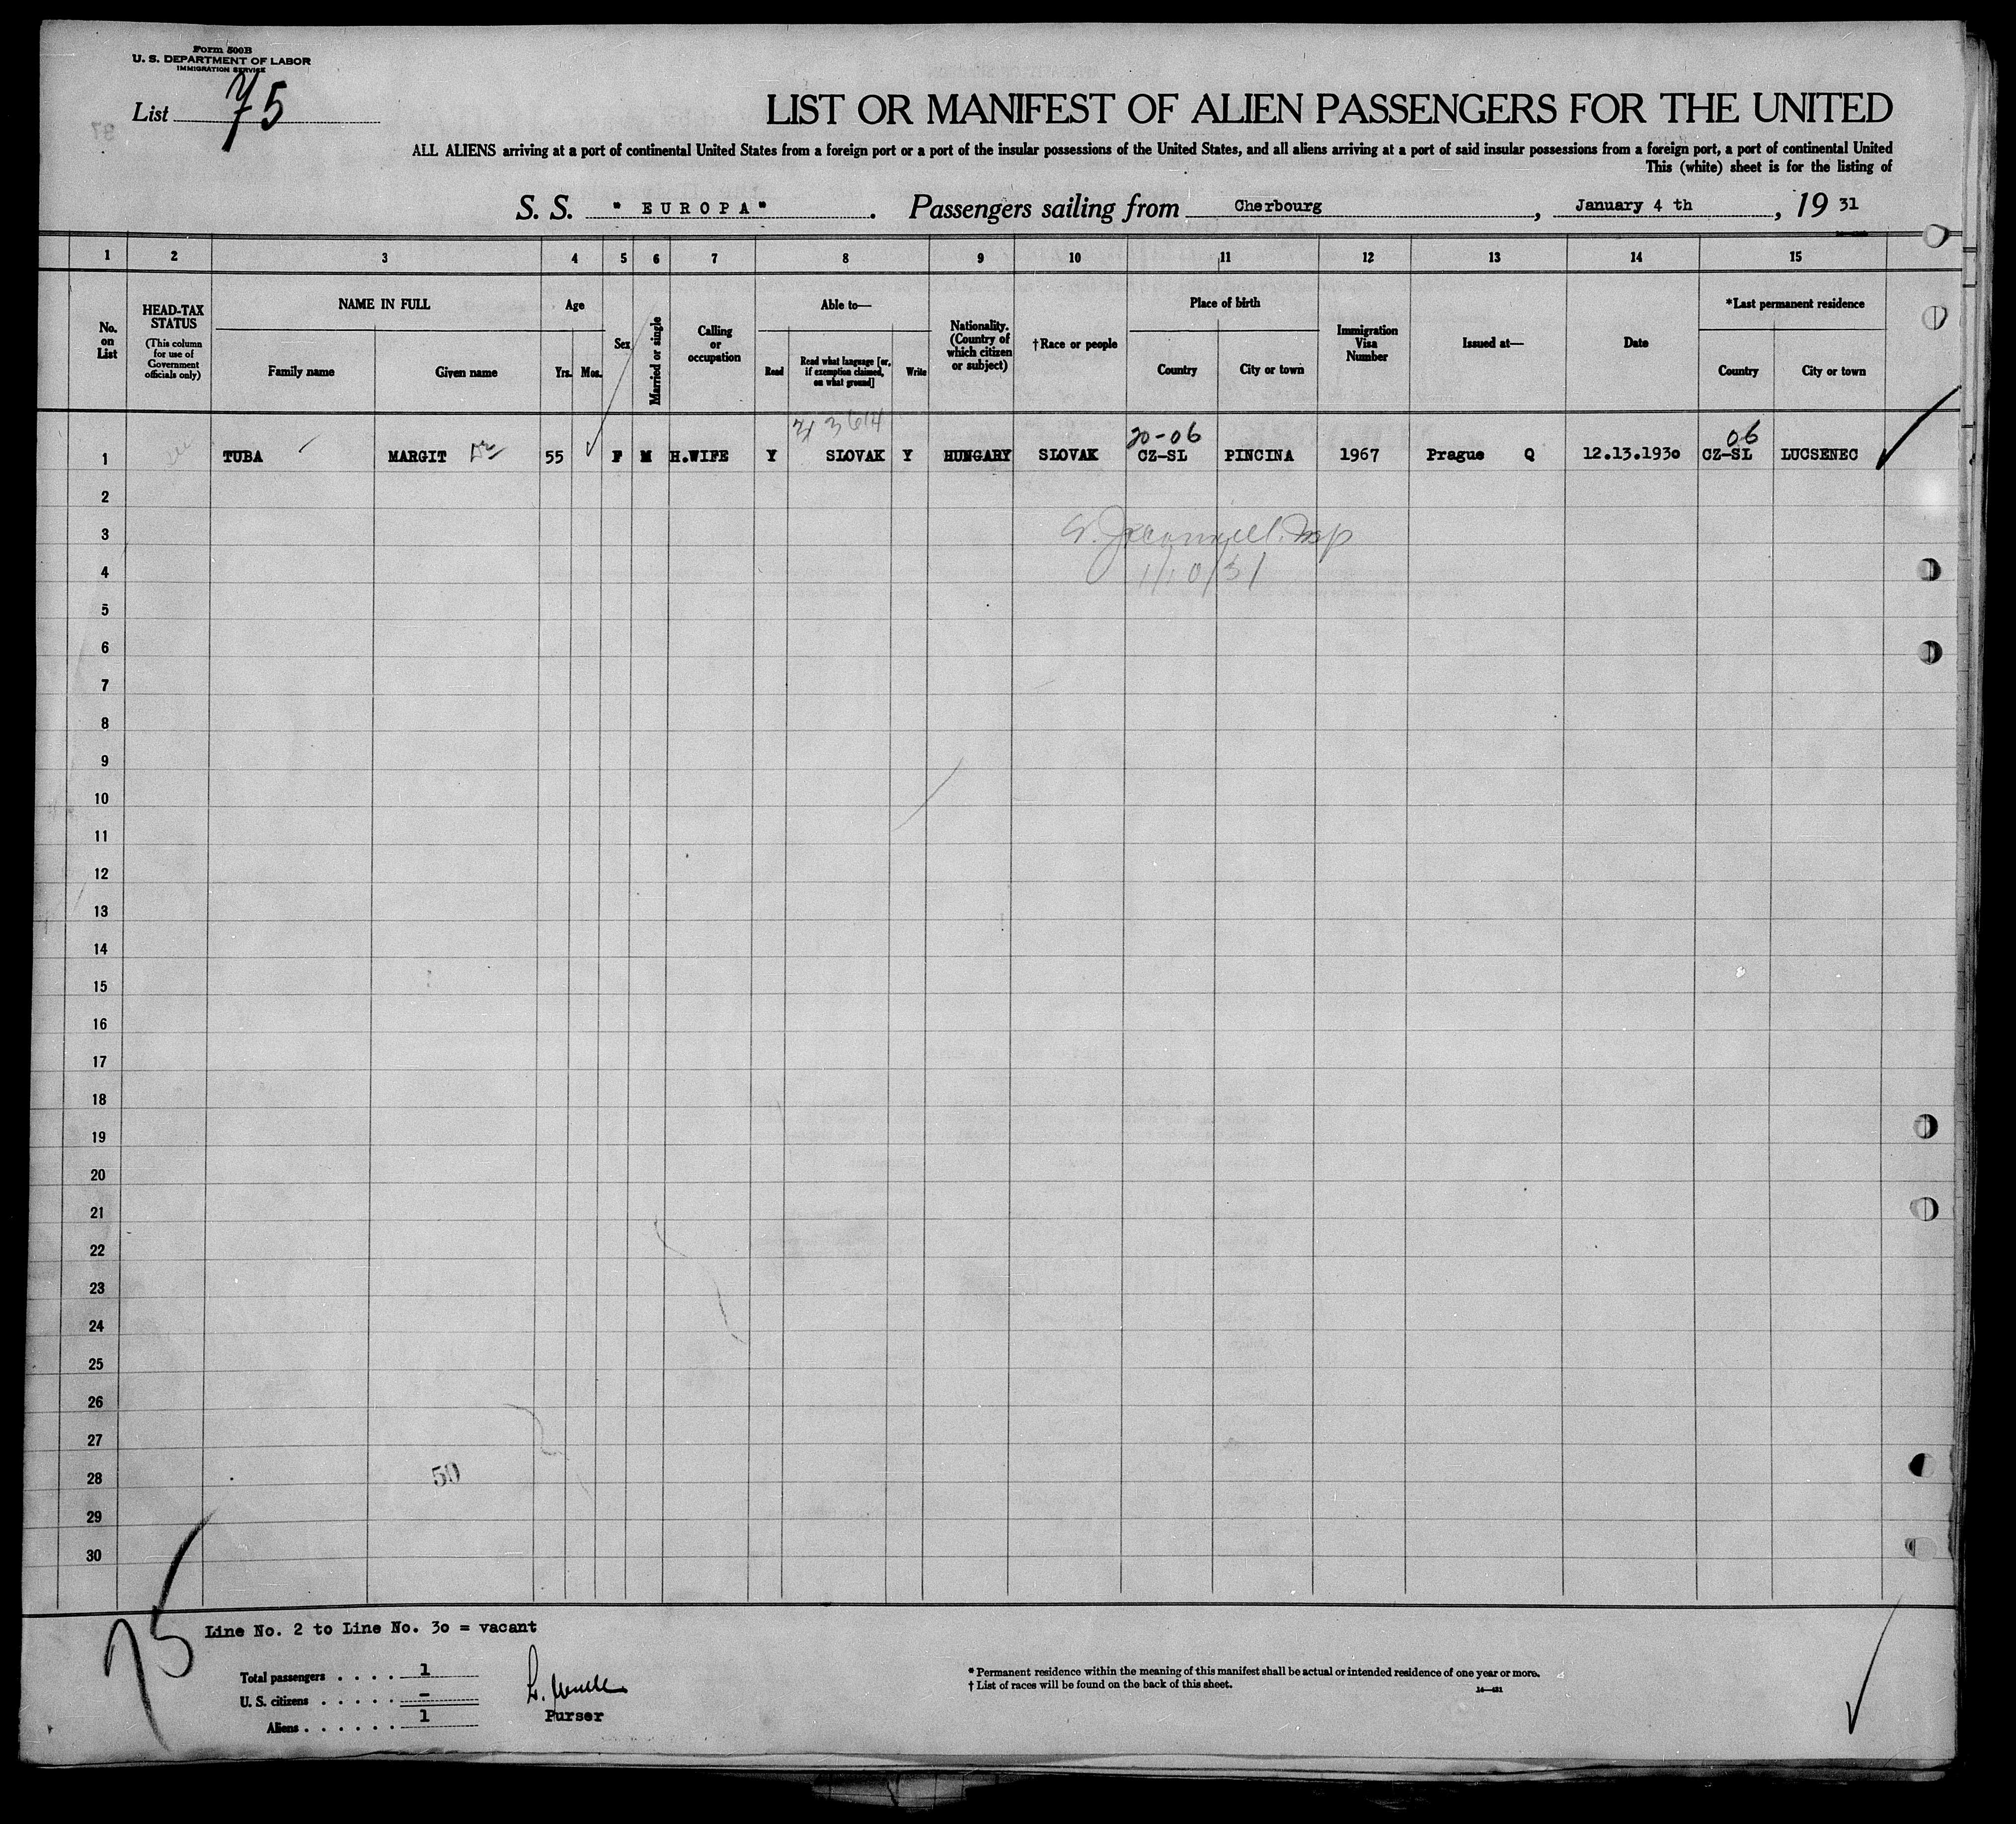 Form 500B
U. S. DEPARTMENT OF LABOR
IMMIGRATION SERVICE
List 75
LIST OR MANIFEST OF ALIEN PASSENGERS FOR THE UNITED
ALL ALIENS arriving at a port of continental United States from a foreign port or a port of the insular possessions of the United States, and all aliens arriving at a port of said insular possessions from a foreign port, a port of continental United
This (white) sheet is for the listing of
S. S. "EUROPA". Passengers sailing from Cherbourg, January 4 th, 19 31
1 2 3 4 5 6 7 8 9 10 11 12 13 14 15
No. on List
HEAD-TAX STATUS
(This column for use of Government officials only)
NAME IN FULL
Family name
Given name
Age
Yrs.
Mos.
Sex
Married or single
Calling or occupation
Able to—
Read
Read what language [or, if exemption claimed, on what ground]
Write
Nationality. (Country of which citizen or subject)
†Race or people
Place of birth
Country
City or town
Immigration Visa Number
Issued at—
Date
*Last permanent residence
Country
City or town
20-06 06
1 TUBA MARGIT 55 F M H.WIFE Y SLOVAK Y HUNGARY SLOVAK CZ-SL PINCINA 1967 Prague Q 12.13.1930 CZ-SL LUCSENEC
2
3
4
1/10/31
5
6
7
8
9
10
11
12
13
14
15
16
17
18
19
20
21
22
23
24
25
26
27
28
50
29
30
75
Line No. 2 to Line No. 30 = vacant
Total passengers . . . . 1
U. S. citizens . . . . . –
Aliens . . . . . . 1
Purser
* Permanent residence within the meaning of this manifest shall be actual or intended residence of one year or more.
† List of races will be found on the back of this sheet.